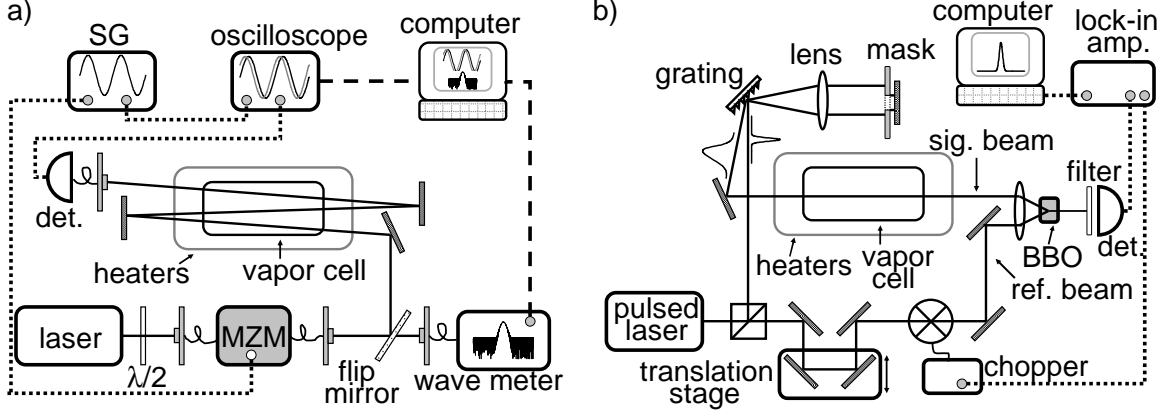 a)
SG
oscilloscope
computer
det.
heaters
vapor cell
laser
λ/2
MZM
flip
mirror
wave meter
b)
computer
lock-in
amp.
grating
lens
mask
sig. beam
filter
heaters
vapor
cell
BBO
det.
ref. beam
pulsed
laser
translation
stage
chopper